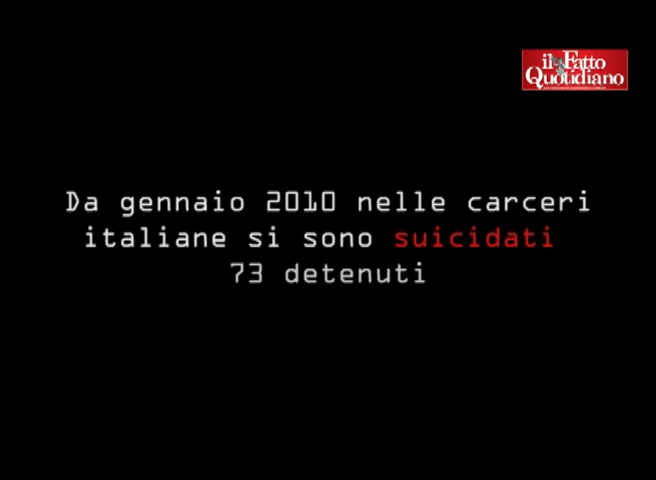 il Fatto
Quotidiano
Da gennaio 2010 nelle carceri
italiane si sono suicidati
73 detenuti